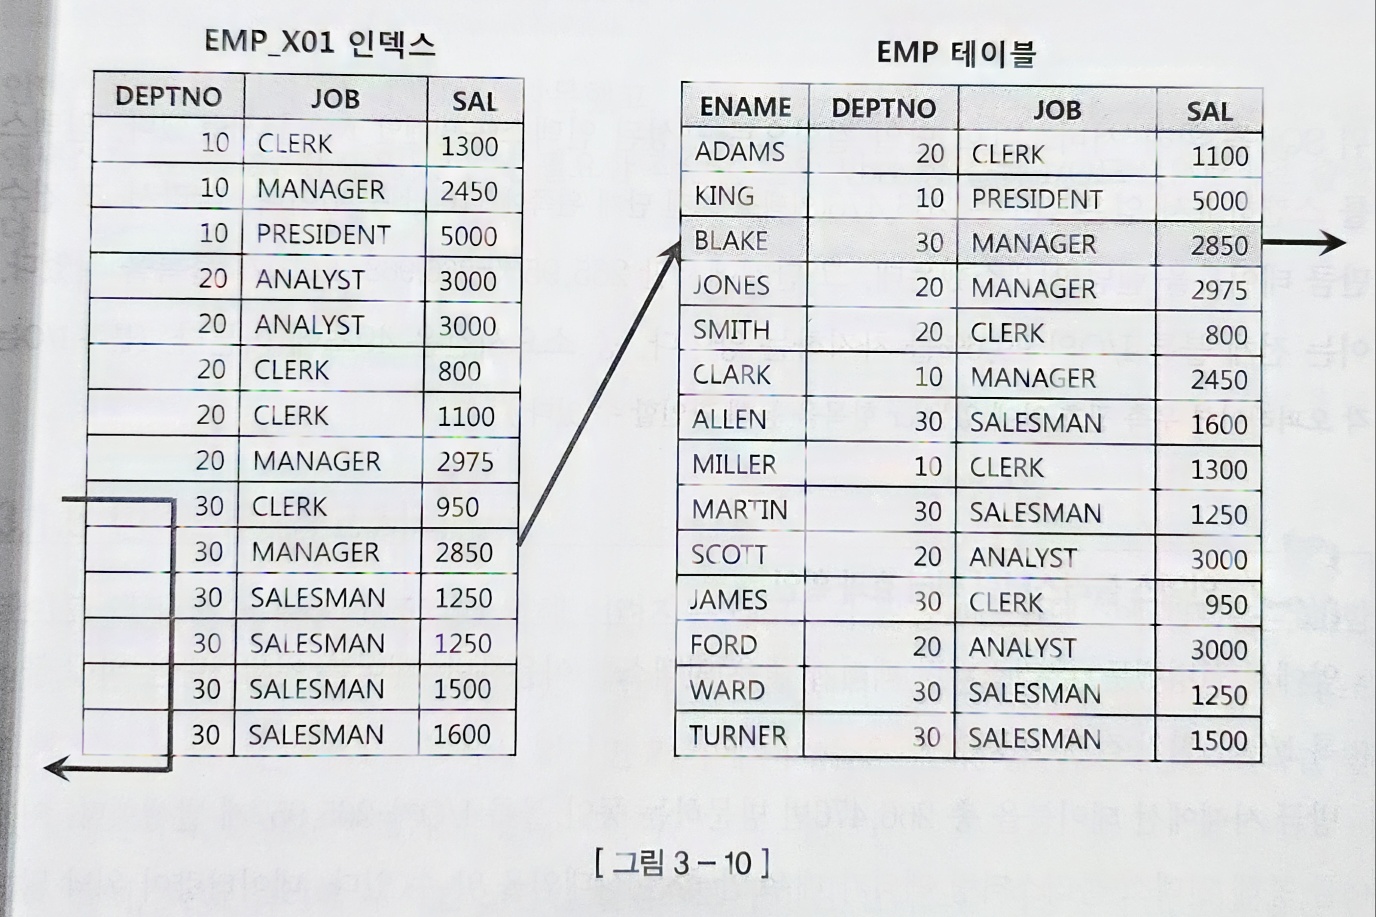 EMP_X01 인덱스
DEPTNO JOB SAL
10 CLERK 1300
10 MANAGER 2450
10 PRESIDENT 5000
20 ANALYST 3000
20 ANALYST 3000
20 CLERK 800
20 CLERK 1100
20 MANAGER 2975
30 CLERK 950
30 MANAGER 2850
30 SALESMAN 1250
30 SALESMAN 1250
30 SALESMAN 1500
30 SALESMAN 1600
EMP 테이블
ENAME DEPTNO JOB SAL
ADAMS 20 CLERK 1100
KING 10 PRESIDENT 5000
BLAKE 30 MANAGER 2850
JONES 20 MANAGER 2975
SMITH 20 CLERK 800
CLARK 10 MANAGER 2450
ALLEN 30 SALESMAN 1600
MILLER 10 CLERK 1300
MARTIN 30 SALESMAN 1250
SCOTT 20 ANALYST 3000
JAMES 30 CLERK 950
FORD 20 ANALYST 3000
WARD 30 SALESMAN 1250
TURNER 30 SALESMAN 1500
[ 그림 3 – 10 ]